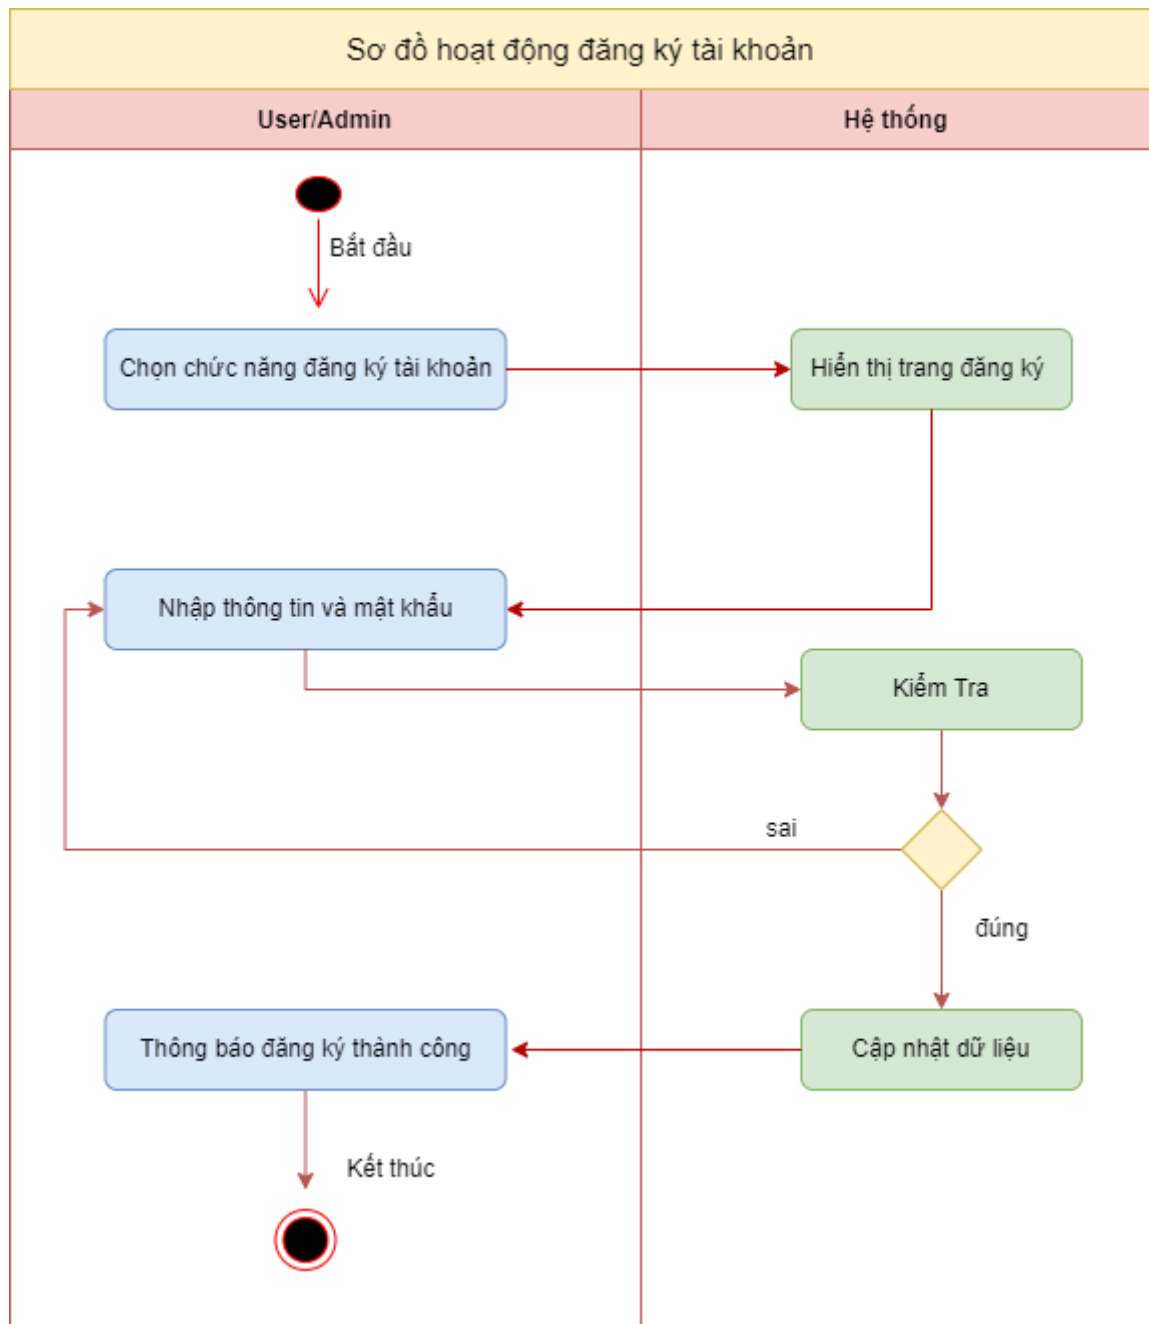 Sơ đồ hoạt động đăng ký tài khoản
User/Admin
Hệ thống
Bắt đầu
Chọn chức năng đăng ký tài khoản
Hiển thị trang đăng ký
Nhập thông tin và mật khẩu
Kiểm Tra
sai
đúng
Thông báo đăng ký thành công
Cập nhật dữ liệu
Kết thúc